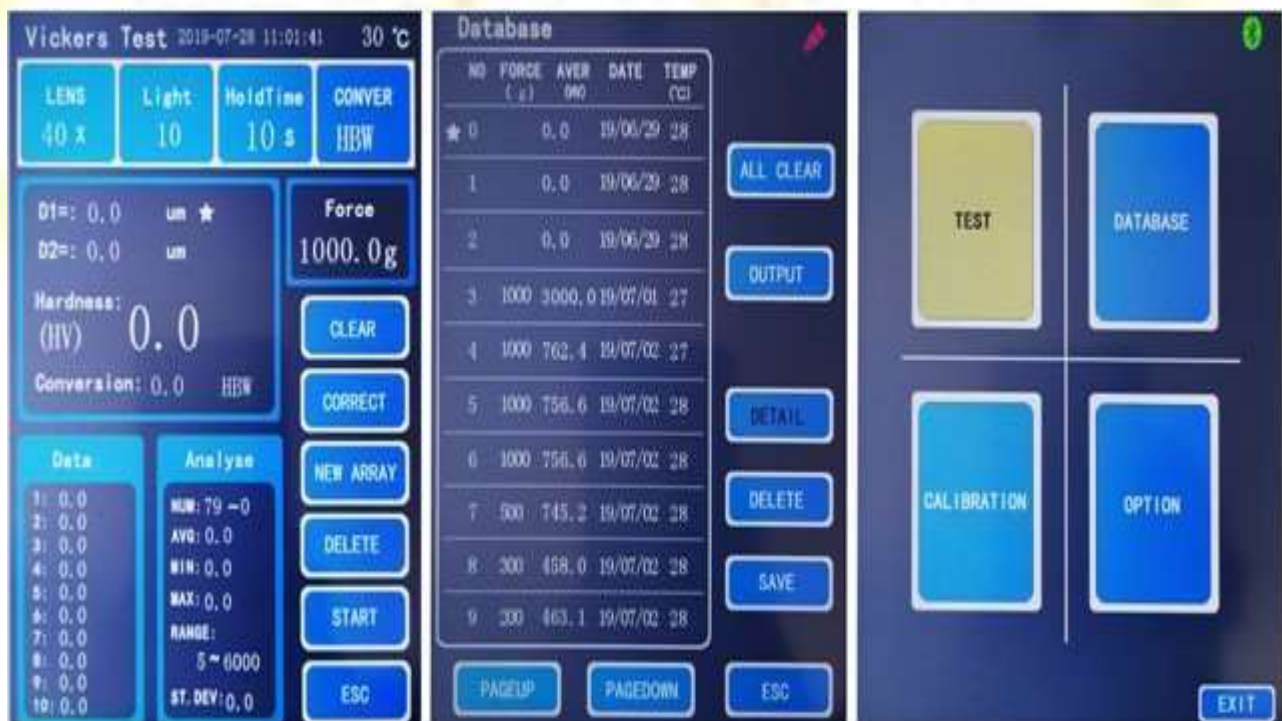 Vickers Test 2019-07-28 11:01:41 30 ℃
LENS Light HoldTime CONVER
40 X 10 10 s HBW
D1=: 0.0 um ★
D2=: 0.0 um
Hardness:
(HV) 0.0
Conversion: 0.0 HBW
Force
1000.0g
CLEAR
CORRECT
NEW ARRAY
DELETE
START
ESC
Data
1: 0.0
2: 0.0
3: 0.0
4: 0.0
5: 0.0
6: 0.0
7: 0.0
8: 0.0
9: 0.0
10: 0.0
Analyse
NUM: 79 ~0
AVG: 0.0
MIN: 0.0
MAX: 0.0
RANGE:
5 ~ 6000
ST.DEV: 0.0
Database
NO FORCE AVER DATE TEMP
(g) (HV) (℃)
★ 0 0.0 19/06/29 28
1 0.0 19/06/29 28
2 0.0 19/06/29 28
3 1000 3000.0 19/07/01 27
4 1000 762.4 19/07/02 27
5 1000 756.6 19/07/02 28
6 1000 756.6 19/07/02 28
7 500 745.2 19/07/02 28
8 200 458.0 19/07/02 28
9 200 463.1 19/07/02 28
ALL CLEAR
OUTPUT
DETAIL
DELETE
SAVE
PAGEUP PAGEDOWN ESC
TEST DATABASE
CALIBRATION OPTION
EXIT